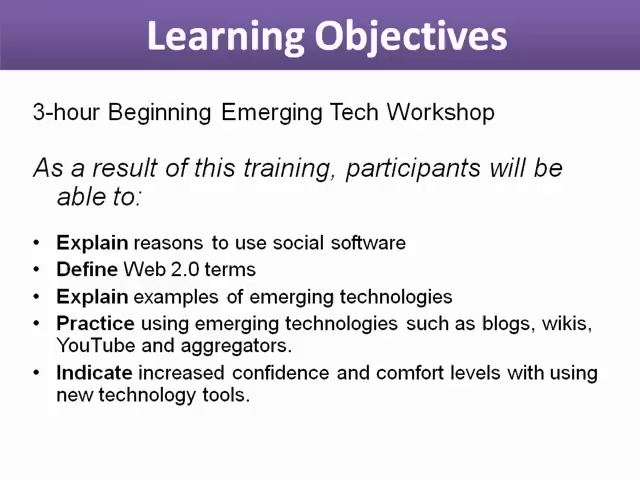 Learning Objectives
3-hour Beginning Emerging Tech Workshop
As a result of this training, participants will be
able to:
• Explain reasons to use social software
• Define Web 2.0 terms
• Explain examples of emerging technologies
• Practice using emerging technologies such as blogs, wikis,
YouTube and aggregators.
• Indicate increased confidence and comfort levels with using
new technology tools.